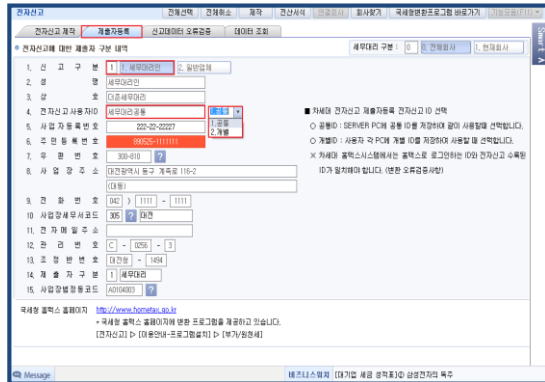 전자신고
전체선택 전체취소 제작 전산서식 회사찾기 국세청변환프로그램 바로가기 기능모음(F11)
전자신고 제작 제출자등록 신고데이터 오류검증 데이터 조회
Smart A
전자신고에 대한 제출자 구분 내역
세무대리 구분 : 0 0. 전체회사 1. 현재회사
1. 신고구분 1 1. 세무대리인 2. 일반업체
2. 성명 세무대리인
3. 상호 더존세무대리
4. 전자신고사용자ID 세무대리공통 1.공통
1.공통
2.개별
5. 사업자등록번호 222-22-22227
6. 주민등록번호 890525-1111111
7. 우편번호 300-810 ?
8. 사업장주소 대전광역시 동구 계족로 116-2
(대동)
9. 전화번호 042 ) 1111 - 1111
10 사업장세무서코드 305 ? 대전
11. 전자메일주소
12. 관리번호 C - 0256 - 3
13. 조정반번호 대전청 - 1494
14. 제출자구분 1 세무대리
15. 사업장법정동코드 A0104003 ?
■ 차세대 전자신고 제출자등록 전자신고ID 선택
○ 공통ID : SERVER PC에 공통 ID를 저장하여 같이 사용할때 선택합니다.
○ 개별ID : 사용자 각 PC에 개별 ID를 저장하여 사용할 때 선택합니다.
× 차세대 홈택스시스템에서는 홈택스로 로그인하는 ID와 전자신고 수록된
ID가 일치해야 합니다. (변환 오류검증사항)
국세청 홈택스 홈페이지 http://www.hometax.go.kr
* 국세청 홈택스 홈페이지에 변환 프로그램을 제공하고 있습니다.
[전자신고] ▷ [이용안내-프로그램설치] ▷ [부가/원천세]
Message
비즈니스워치 [대기업 세금 성적표]① 삼성전자의 독주